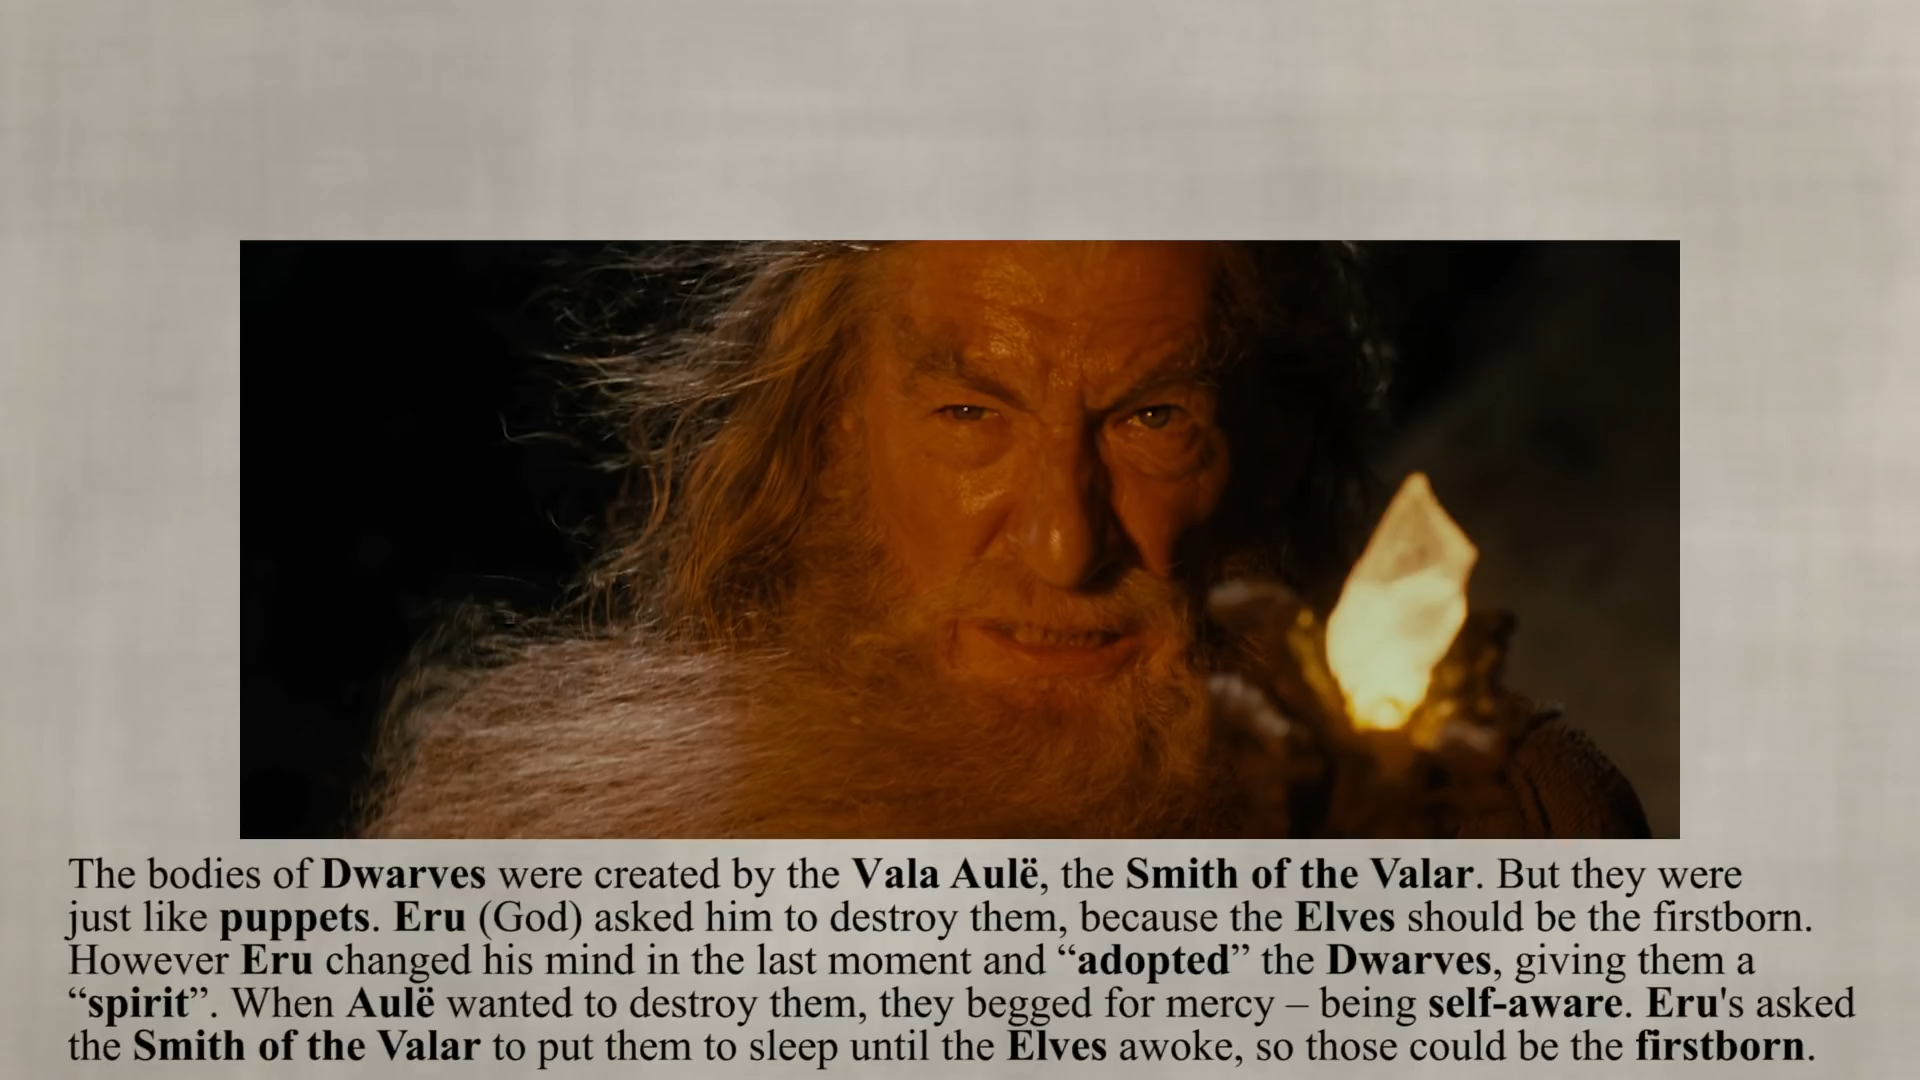 The bodies of Dwarves were created by the Vala Aulë, the Smith of the Valar. But they were
just like puppets. Eru (God) asked him to destroy them, because the Elves should be the firstborn.
However Eru changed his mind in the last moment and “adopted” the Dwarves, giving them a
“spirit”. When Aulë wanted to destroy them, they begged for mercy – being self-aware. Eru's asked
the Smith of the Valar to put them to sleep until the Elves awoke, so those could be the firstborn.